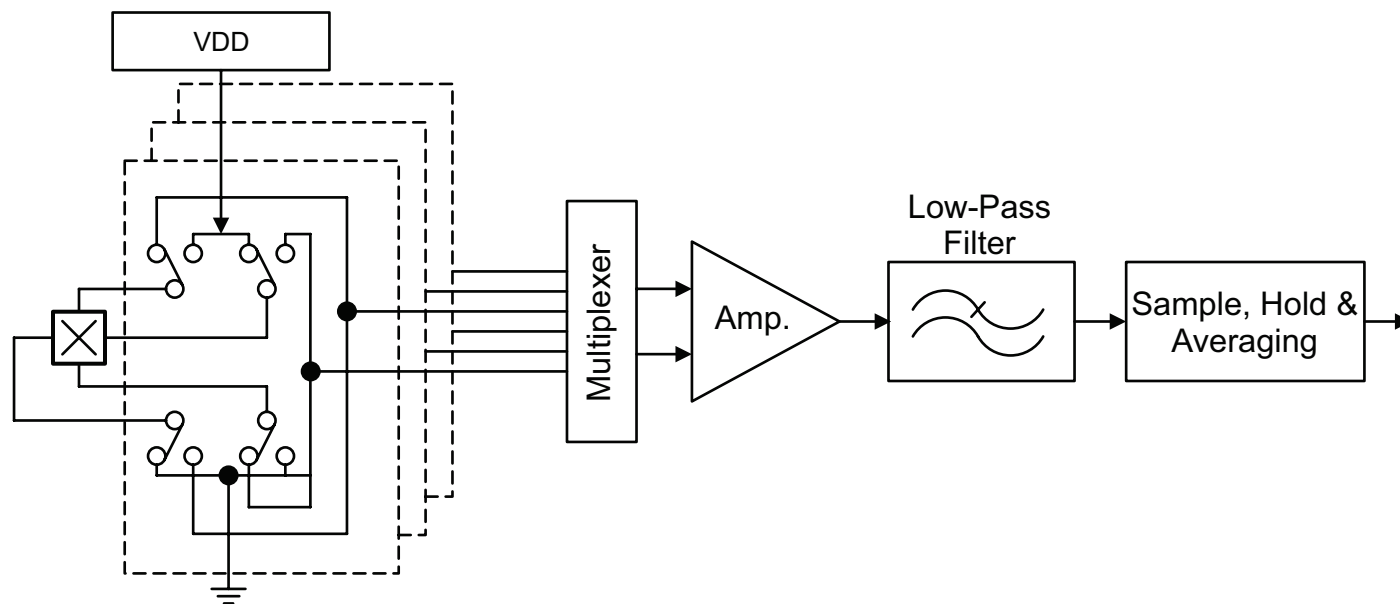 VDD
Multiplexer
Amp.
Low-Pass
Filter
Sample, Hold &
Averaging